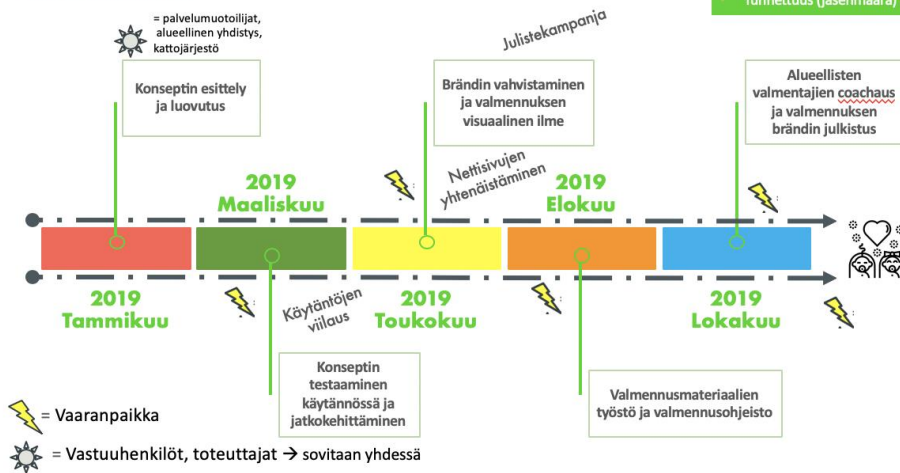 Tunnettuus (jäsenmäärä)
= palvelumuotoilijat,
alueellinen yhdistys,
kattojärjestö
Julistekampanja
Konseptin esittely
ja luovutus
Brändin vahvistaminen
ja valmennuksen
visuaalinen ilme
Alueellisten
valmentajien coachaus
ja valmennuksen
brändin julkistus
Nettisivujen
yhtenäistäminen
2019
Maaliskuu
2019
Elokuu
2019
Tammikuu
Käytäntöjen
viilaus
2019
Toukokuu
2019
Lokakuu
Konseptin
testaaminen
käytännössä ja
jatkokehittäminen
Valmennusmateriaalien
työstö ja valmennusohjeisto
= Vaaranpaikka
= Vastuuhenkilöt, toteuttajat → sovitaan yhdessä